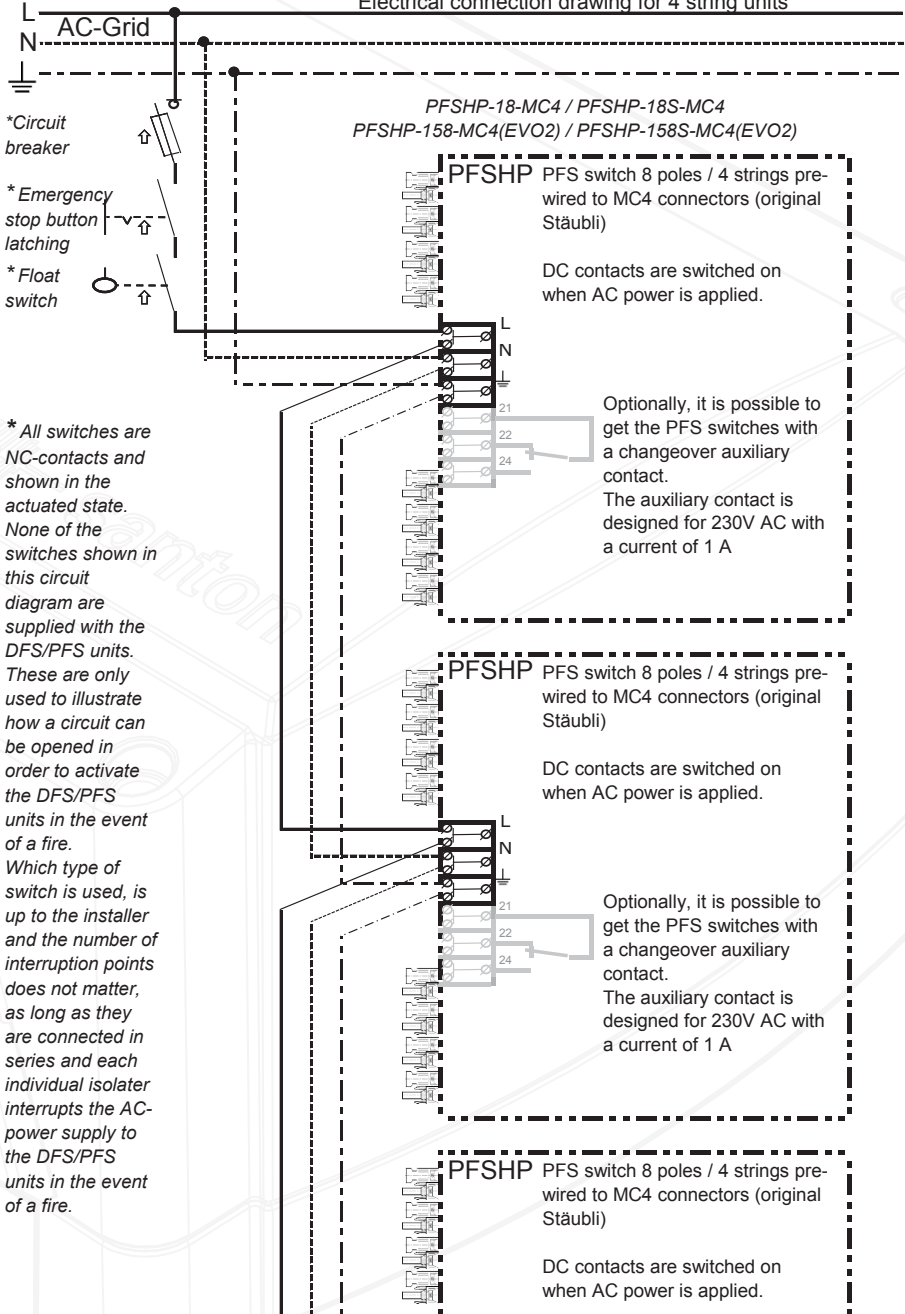 Electrical connection drawing for 4 string units
L
AC-Grid
N
PFSHP-18-MC4 / PFSHP-18S-MC4
PFSHP-158-MC4(EVO2) / PFSHP-158S-MC4(EVO2)
*Circuit
breaker
* Emergency
stop button
latching
* Float
switch
PFSHP PFS switch 8 poles / 4 strings pre-
wired to MC4 connectors (original
Stäubli)
DC contacts are switched on
when AC power is applied.
L
N
21
22
24
Optionally, it is possible to
get the PFS switches with
a changeover auxiliary
contact.
The auxiliary contact is
designed for 230V AC with
a current of 1 A
* All switches are
NC-contacts and
shown in the
actuated state.
None of the
switches shown in
this circuit
diagram are
supplied with the
DFS/PFS units.
These are only
used to illustrate
how a circuit can
be opened in
order to activate
the DFS/PFS
units in the event
of a fire.
Which type of
switch is used, is
up to the installer
and the number of
interruption points
does not matter,
as long as they
are connected in
series and each
individual isolater
interrupts the AC-
power supply to
the DFS/PFS
units in the event
of a fire.
PFSHP PFS switch 8 poles / 4 strings pre-
wired to MC4 connectors (original
Stäubli)
DC contacts are switched on
when AC power is applied.
L
N
21
22
24
Optionally, it is possible to
get the PFS switches with
a changeover auxiliary
contact.
The auxiliary contact is
designed for 230V AC with
a current of 1 A
PFSHP PFS switch 8 poles / 4 strings pre-
wired to MC4 connectors (original
Stäubli)
DC contacts are switched on
when AC power is applied.